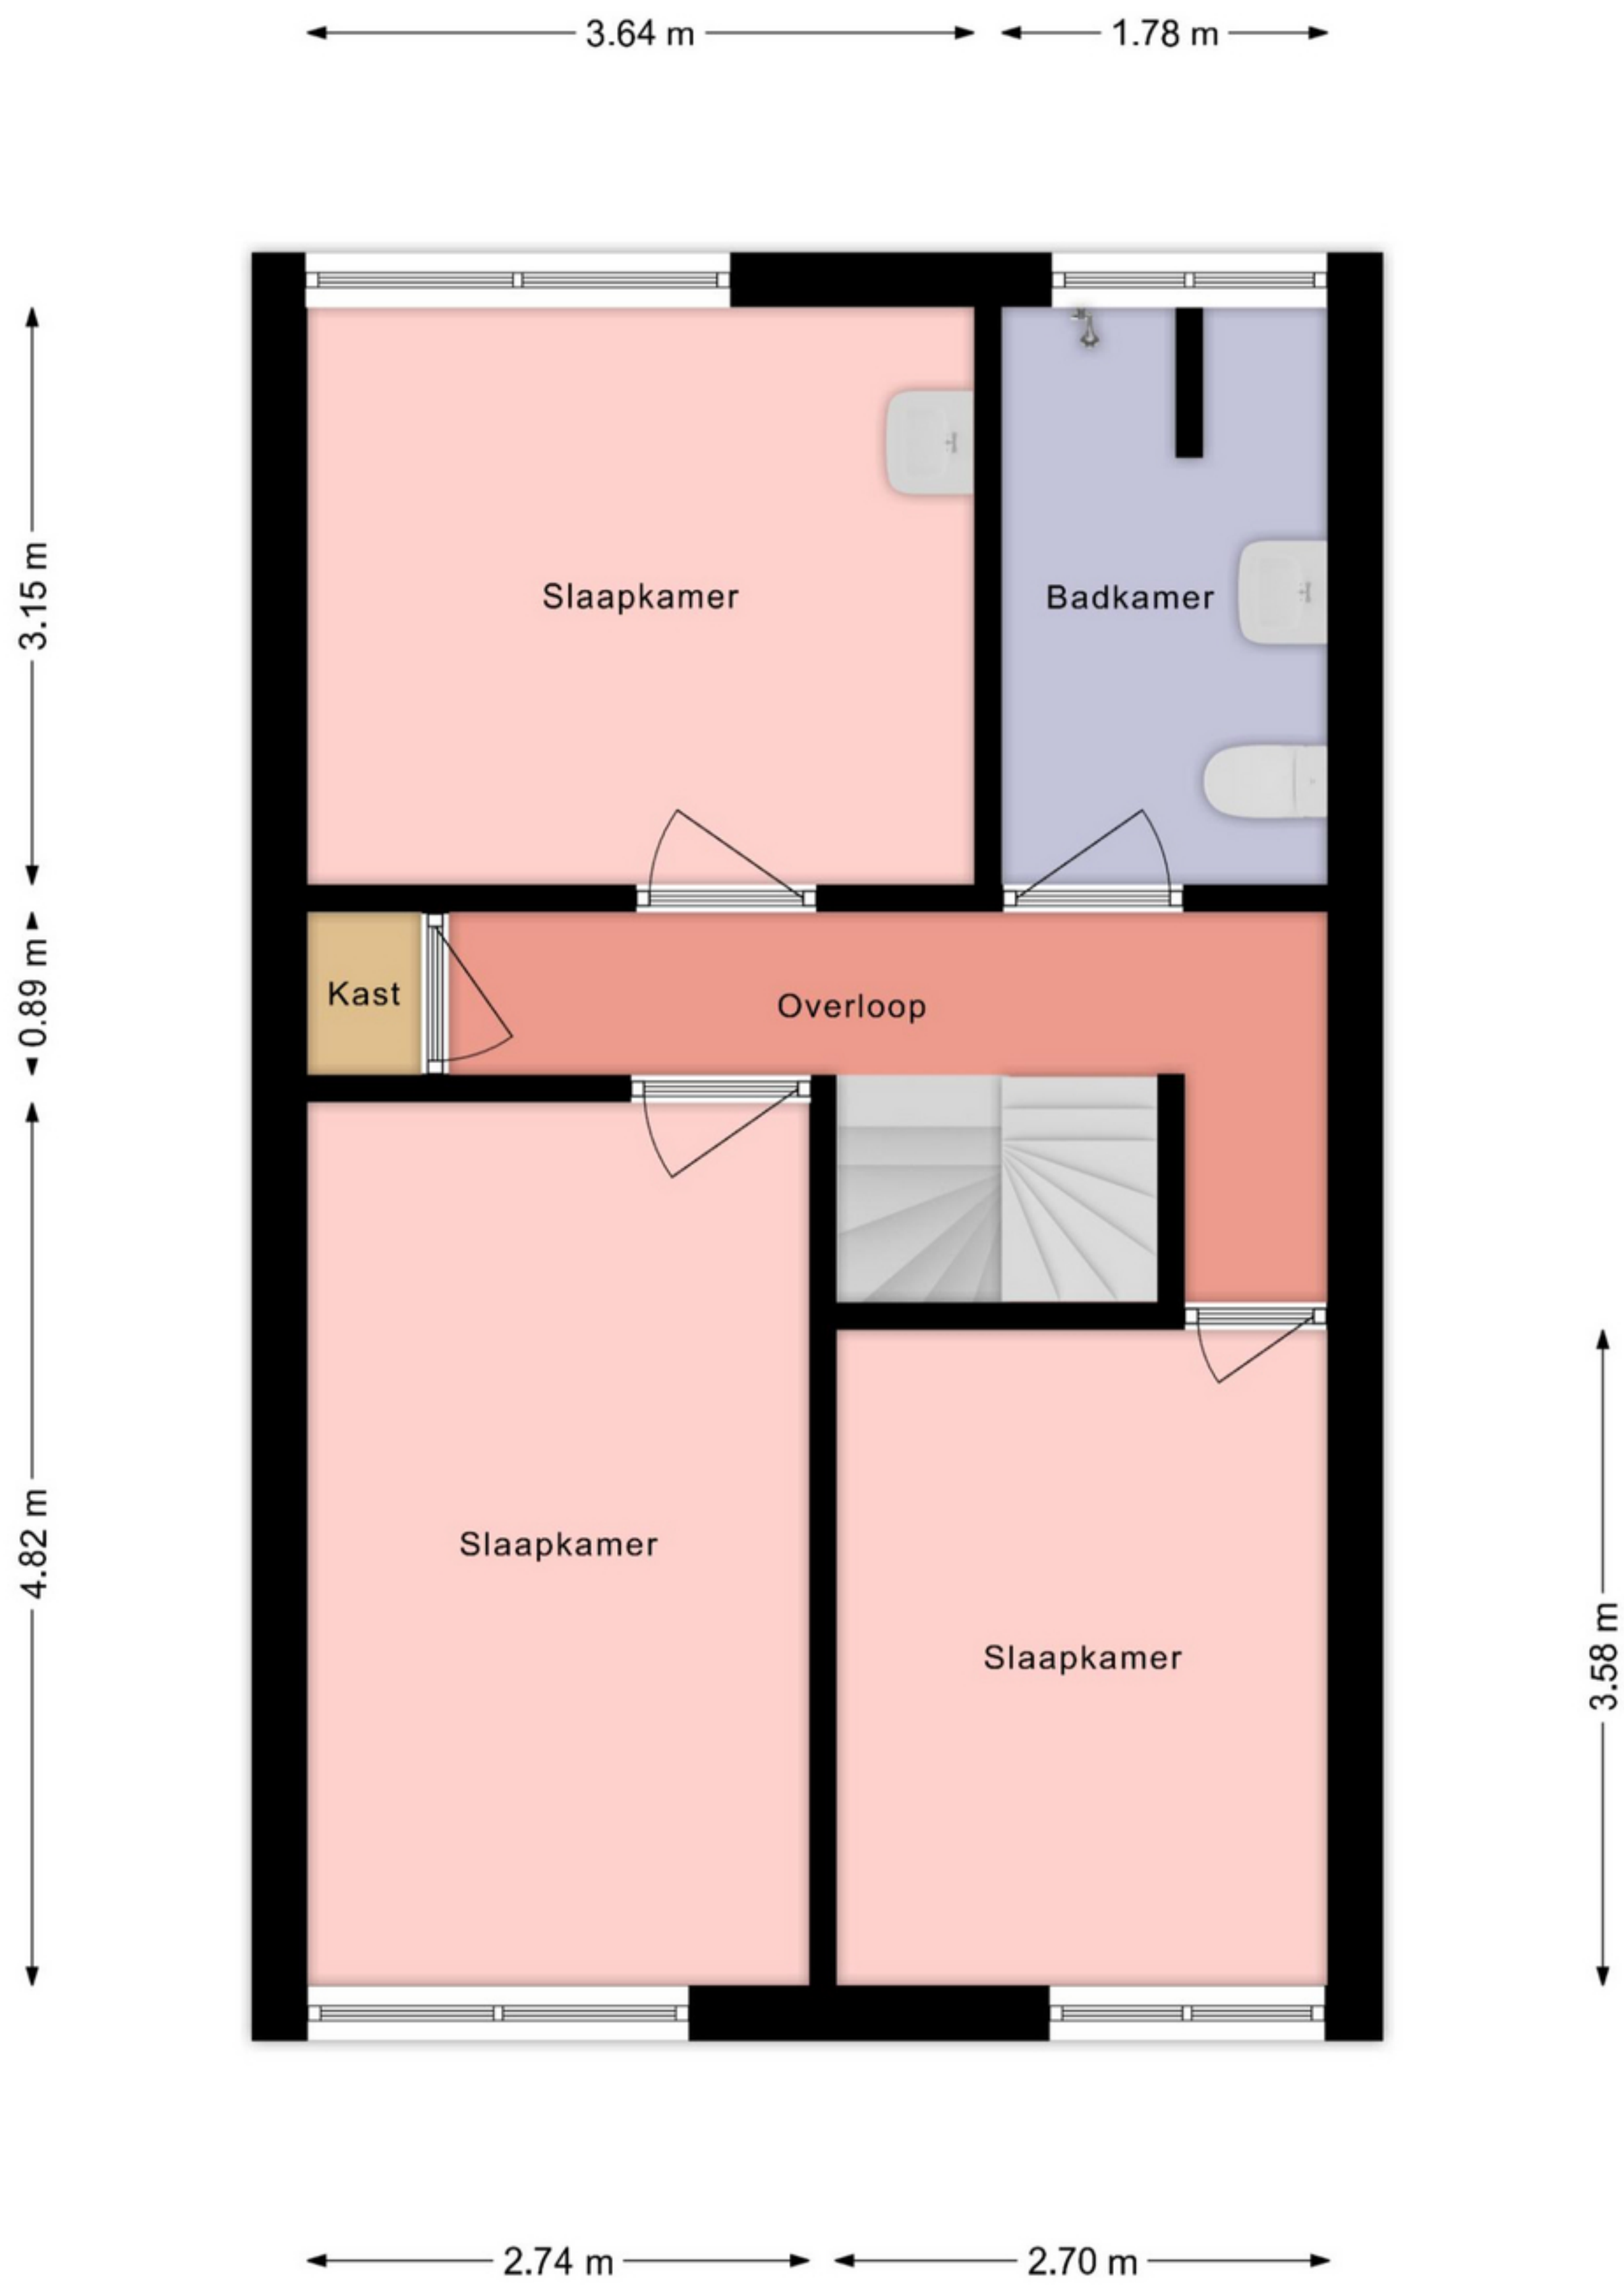 3.64 m
1.78 m
3.15 m
Slaapkamer
Badkamer
0.89 m
Kast
Overloop
4.82 m
Slaapkamer
Slaapkamer
3.58 m
2.74 m
2.70 m